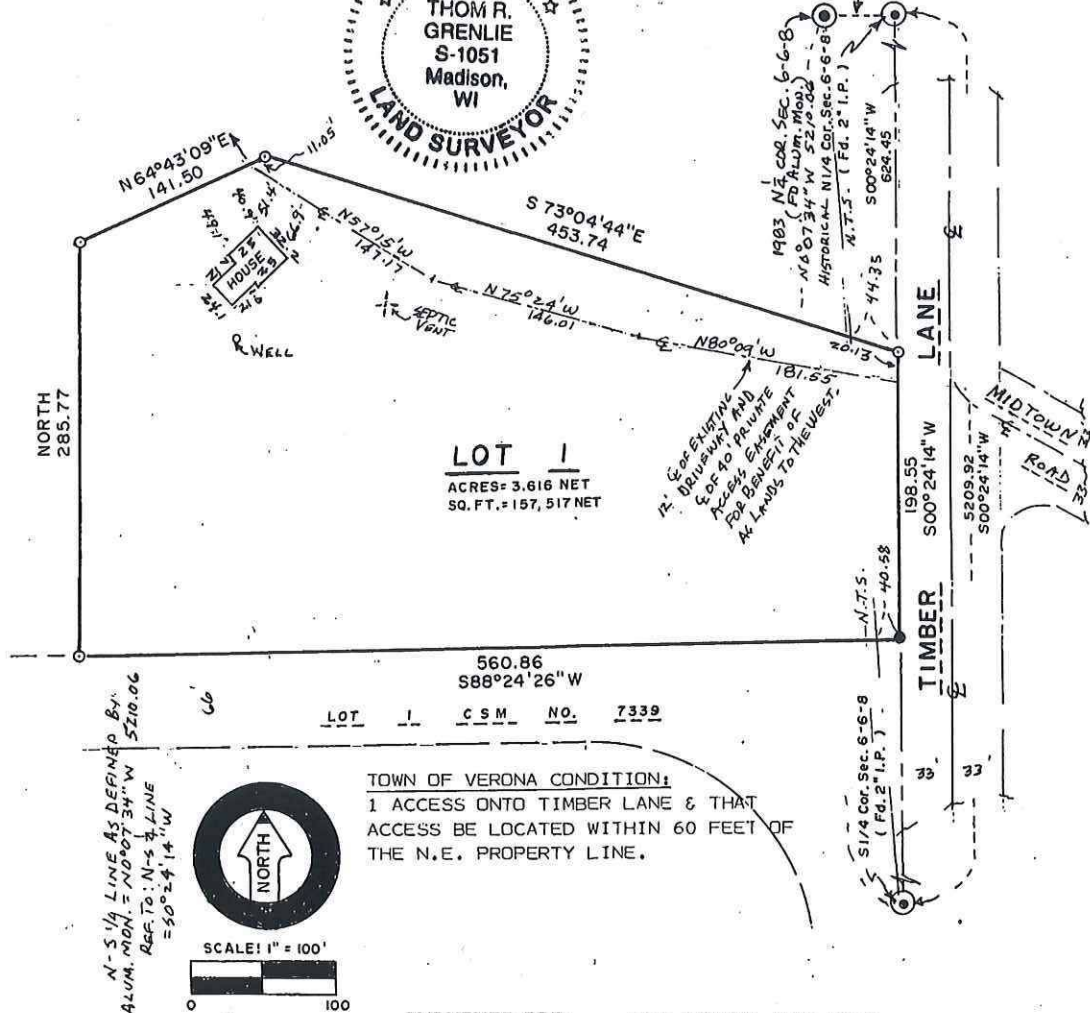 THOM R.
GRENLIE
S-1051
Madison,
WI
LAND SURVEYOR
N64°43'09"E
141.50
11.05'
S 73°04'44"E
453.74
N57°15'W
147.17
N75°24'W
146.01
N80°09'W
181.55
20.13
44.35
HOUSE
SEPTIC
VENT
WELL
NORTH
285.77
LOT 1
ACRES= 3.616 NET
SQ. FT.= 157,517 NET
12' ℄ OF EXISTING
DRIVEWAY AND
℄ OF 40' PRIVATE
ACCESS EASEMENT
FOR BENEFIT OF
AG LANDS TO THE WEST.
1983 N¼ COR. SEC. 6-6-8
(FD ALUM. MON.)
N0°07'34"W 5210.06
HISTORICAL N1/4 Cor. Sec. 6-6-8
N.T.S. (Fd. 2" I.P.)
S00°24'14"W
624.45
TIMBER LANE
MIDTOWN
ROAD
33'
198.55
S00°24'14"W
5209.92
S00°24'14"W
N.T.S.
40.58
S1/4 Cor. Sec. 6-6-8
(Fd. 2" I.P.)
33' 33'
560.86
S88°24'26"W
66'
LOT 1 CSM NO. 7339
N-S 1/4 LINE AS DEFINED BY:
ALUM. MON. = N0°07'34"W 5210.06
REF. TO: N-S ¼ LINE
= S0°24'14"W
TOWN OF VERONA CONDITION:
1 ACCESS ONTO TIMBER LANE & THAT
ACCESS BE LOCATED WITHIN 60 FEET OF
THE N.E. PROPERTY LINE.
NORTH
SCALE: 1" = 100'
0 100